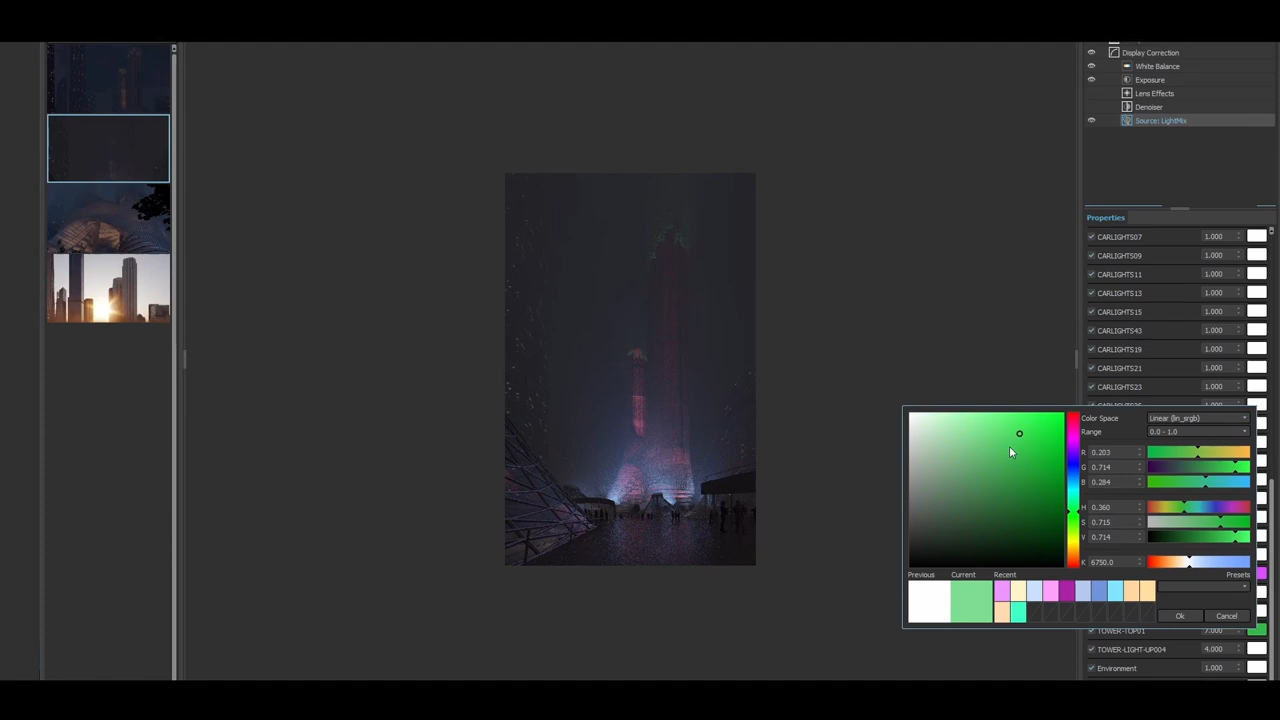 Display Correction
White Balance
Exposure
Lens Effects
Denoiser
Source: LightMix
Properties
CARLIGHTS07 1.000
CARLIGHTS09 1.000
CARLIGHTS11 1.000
CARLIGHTS13 1.000
CARLIGHTS15 1.000
CARLIGHTS43 1.000
CARLIGHTS19 1.000
CARLIGHTS21 1.000
CARLIGHTS23 1.000
Color Space Linear (lin_srgb)
Range 0.0 - 1.0
R 0.203
G 0.714
B 0.284
H 0.360
S 0.715
V 0.714
K 6750.0
Previous Current Recent Presets
Ok Cancel
TOWER-TOP01 7.000
TOWER-LIGHT-UP004 4.000
Environment 1.000